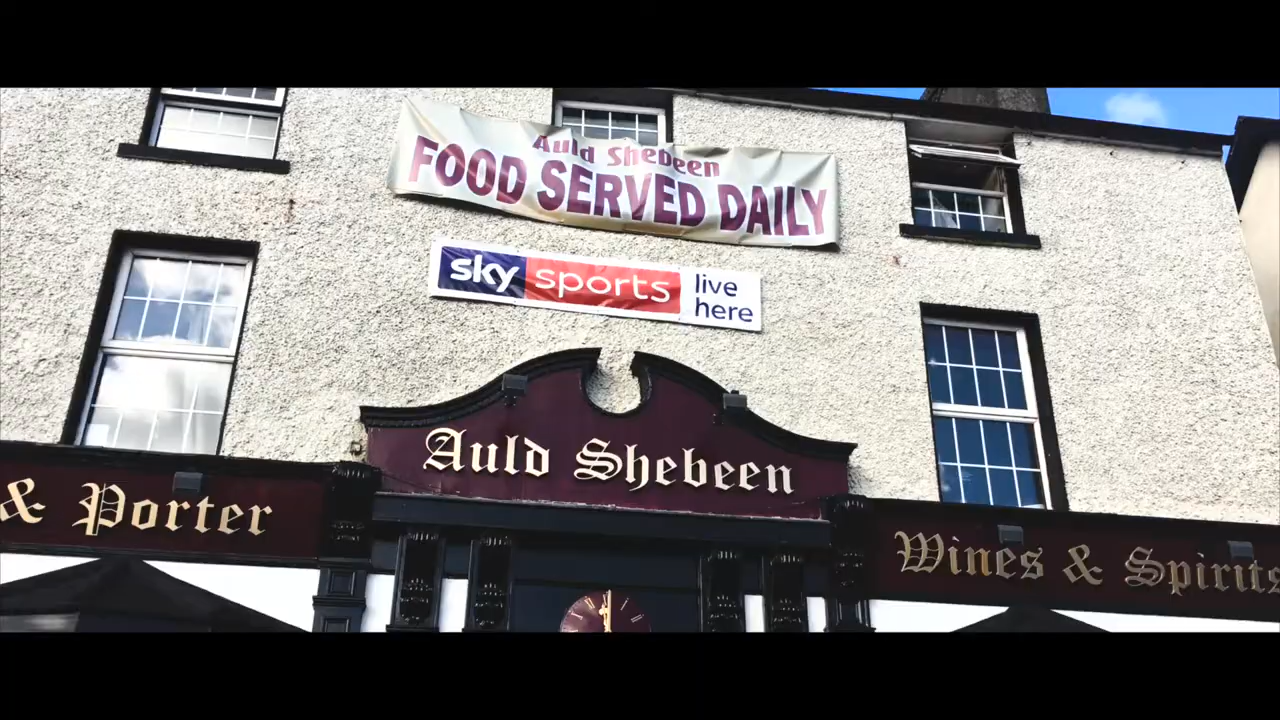 Auld Shebeen
FOOD SERVED DAILY
sky sports live
here
Auld Shebeen
& Porter
Wines & Spirits